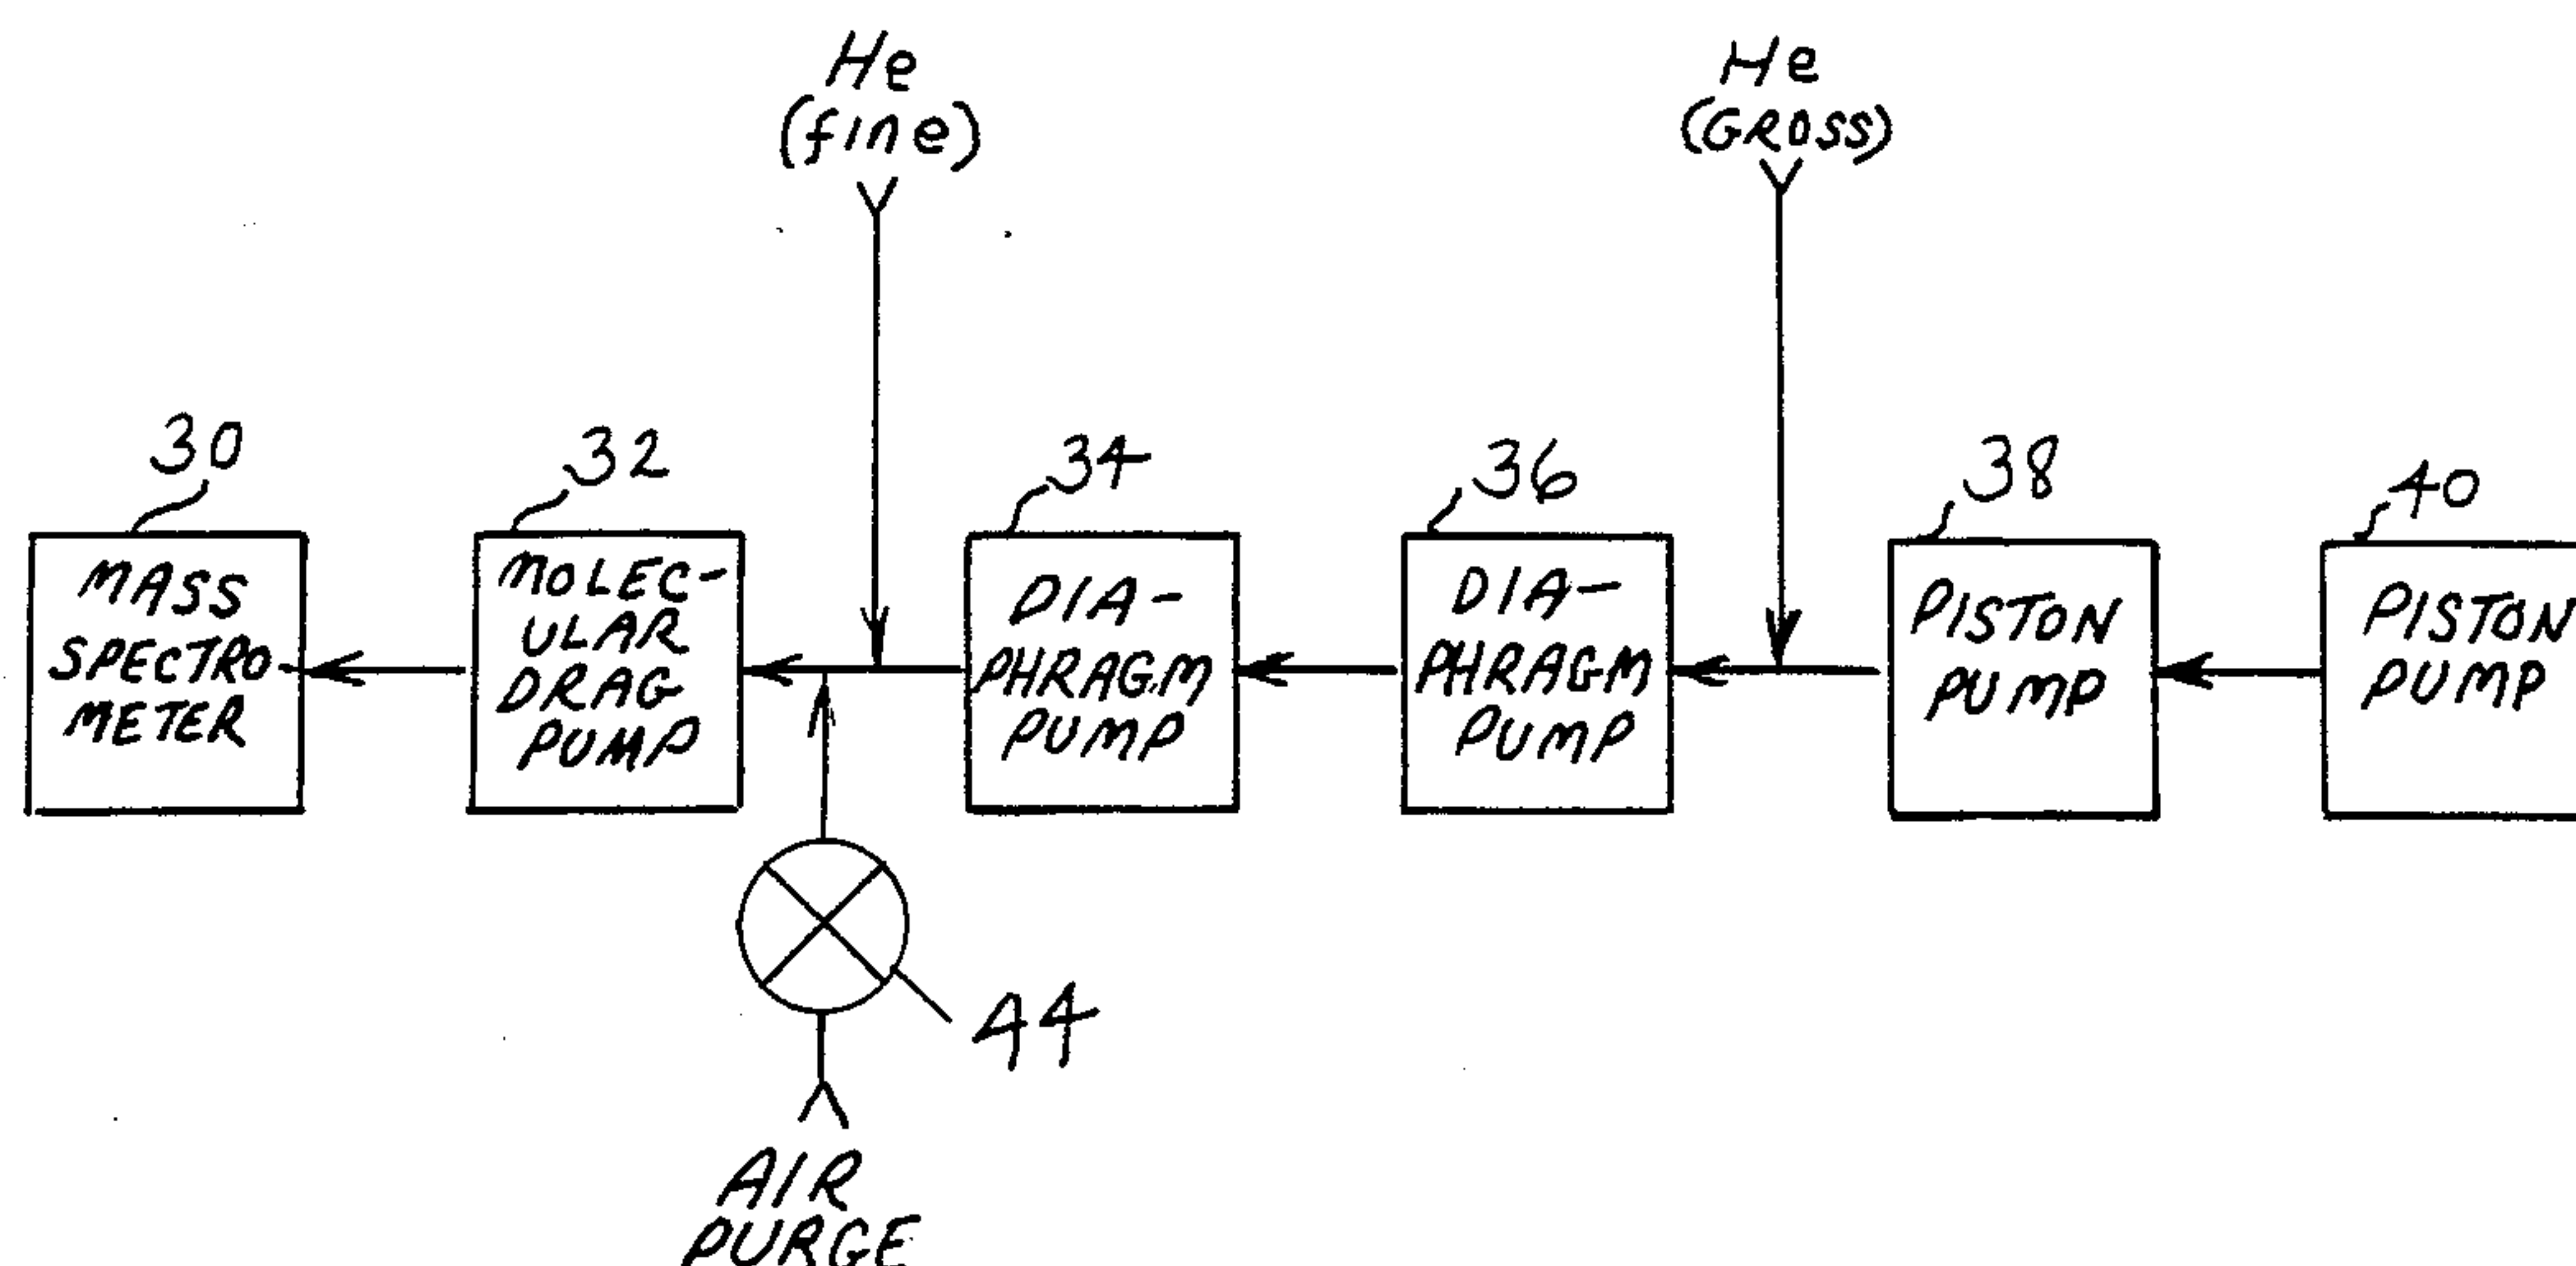 He
(fine)
He
(GROSS)
30
32
34
36
38
40
MASS
SPECTRO-
METER
MOLEC-
ULAR
DRAG
PUMP
DIA-
PHRAGM
PUMP
DIA-
PHRAGM
PUMP
PISTON
PUMP
PISTON
PUMP
44
AIR
PURGE